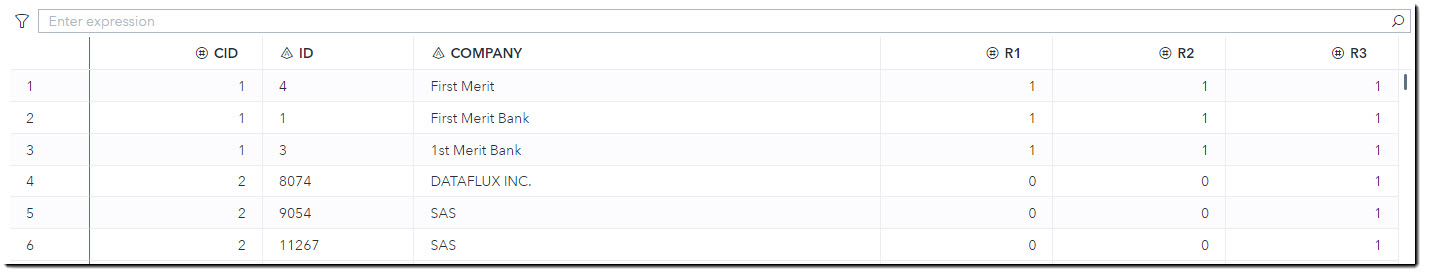 Enter expression
CID ID COMPANY R1 R2 R3
1 1 4 First Merit 1 1 1
2 1 1 First Merit Bank 1 1 1
3 1 3 1st Merit Bank 1 1 1
4 2 8074 DATAFLUX INC. 0 0 1
5 2 9054 SAS 0 0 1
6 2 11267 SAS 0 0 1